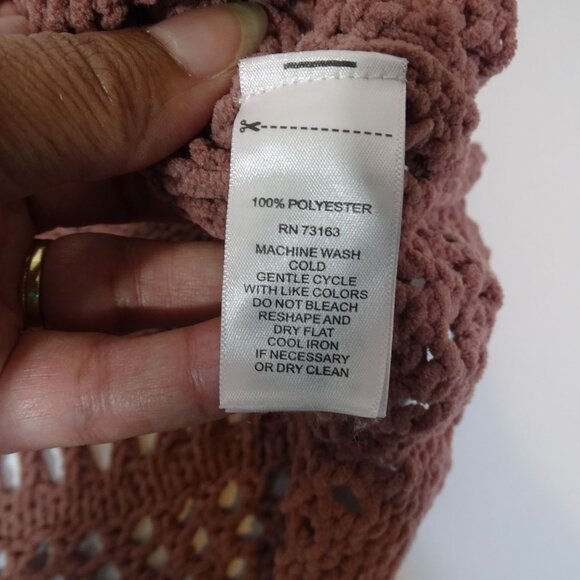 100% POLYESTER
RN 73163
MACHINE WASH
COLD
GENTLE CYCLE
WITH LIKE COLORS
DO NOT BLEACH
RESHAPE AND
DRY FLAT
COOL IRON
IF NECESSARY
OR DRY CLEAN